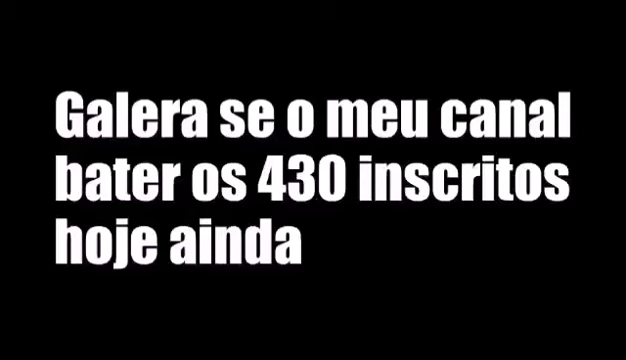 Galera se o meu canal
bater os 430 inscritos
hoje ainda